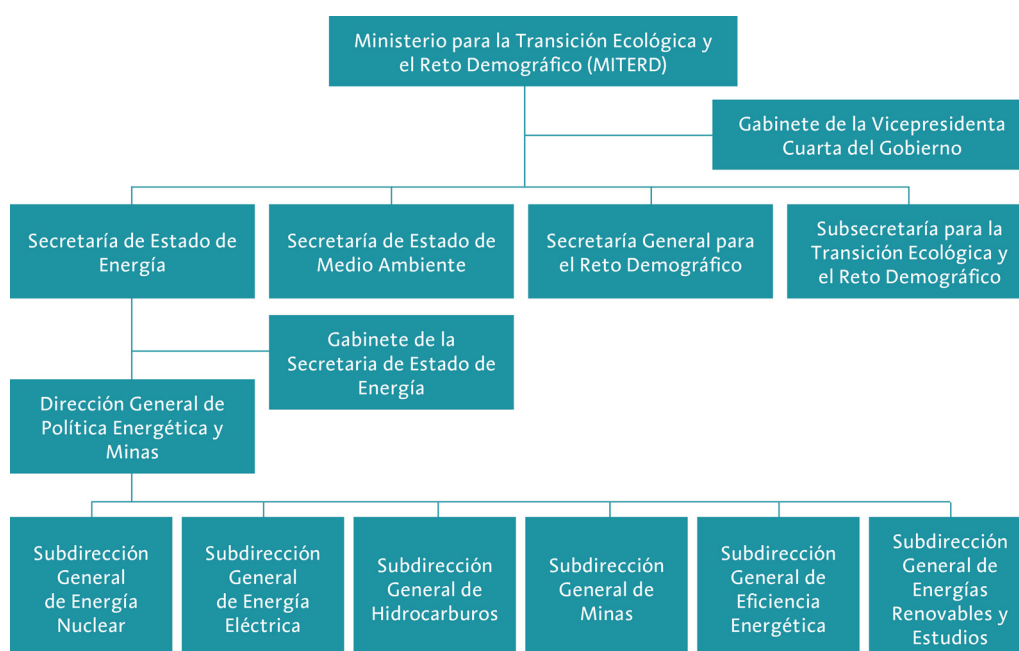 Ministerio para la Transición Ecológica y
el Reto Demográfico (MITERD)
Gabinete de la Vicepresidenta
Cuarta del Gobierno
Secretaría de Estado de
Energía
Secretaría de Estado de
Medio Ambiente
Secretaría General para
el Reto Demográfico
Subsecretaría para la
Transición Ecológica y
el Reto Demográfico
Gabinete de la
Secretaria de Estado de
Energía
Dirección General de
Política Energética y
Minas
Subdirección
General
de Energía
Nuclear
Subdirección
General
de Energía
Eléctrica
Subdirección
General de
Hidrocarburos
Subdirección
General de
Minas
Subdirección
General de
Eficiencia
Energética
Subdirección
General de
Energías
Renovables y
Estudios